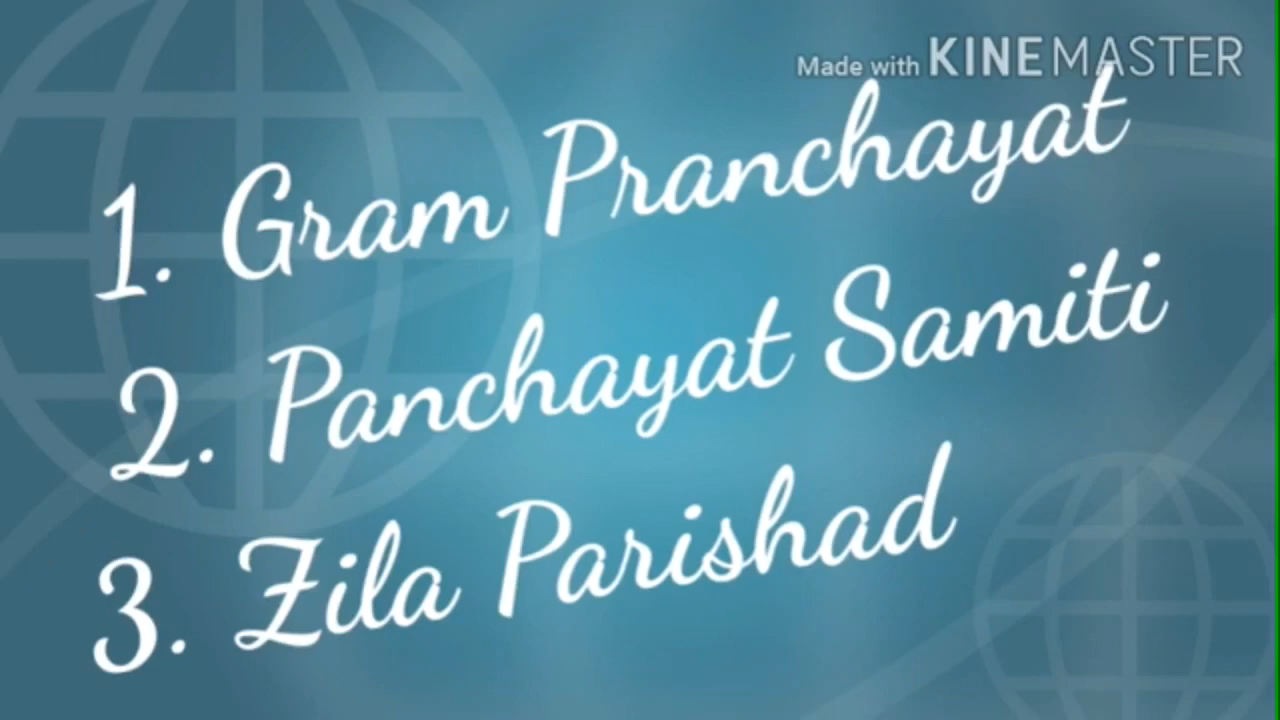 Made with KINEMASTER
1. Gram Pranchayat
2. Panchayat Samiti
3. Zila Parishad